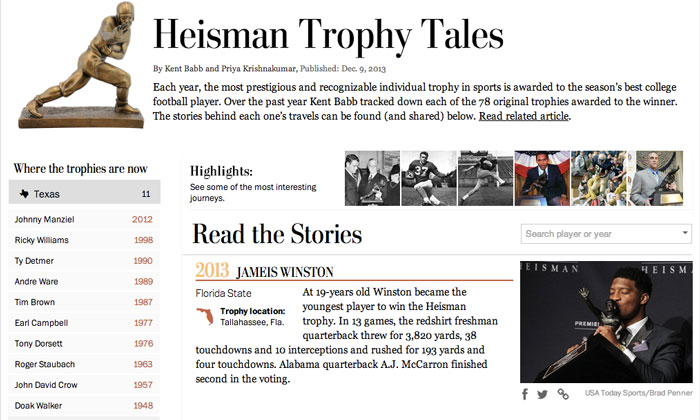 Heisman Trophy Tales
By Kent Babb and Priya Krishnakumar, Published: Dec. 9, 2013
Each year, the most prestigious and recognizable individual trophy in sports is awarded to the season's best college
football player. Over the past year Kent Babb tracked down each of the 78 original trophies awarded to the winner.
The stories behind each one's travels can be found (and shared) below. Read related article.
Where the trophies are now
Texas 11
Johnny Manziel 2012
Ricky Williams 1998
Ty Detmer 1990
Andre Ware 1989
Tim Brown 1987
Earl Campbell 1977
Tony Dorsett 1976
Roger Staubach 1963
John David Crow 1957
Doak Walker 1948
Highlights:
See some of the most interesting
journeys.
37
Read the Stories
Search player or year
2013 JAMEIS WINSTON
Florida State
Trophy location:
Tallahassee, Fla.
At 19-years old Winston became the
youngest player to win the Heisman
trophy. In 13 games, the redshirt freshman
quarterback threw for 3,820 yards, 38
touchdowns and 10 interceptions and rushed for 193 yards and
four touchdowns. Alabama quarterback A.J. McCarron finished
second in the voting.
HEISMAN
HEISM
PREMIE
USA Today Sports/Brad Penner